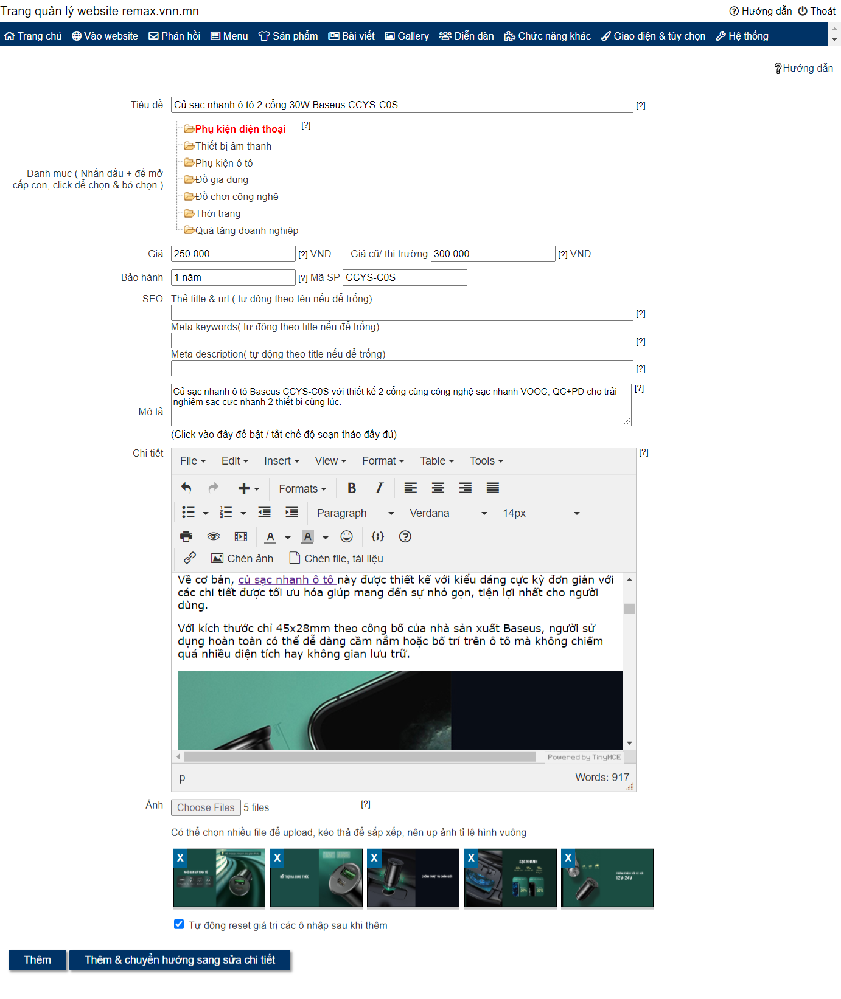 Trang quản lý website remax.vnn.mn
Hướng dẫn Thoát
Trang chủ Vào website Phản hồi Menu Sản phẩm Bài viết Gallery Diễn đàn Chức năng khác Giao diện & tùy chọn Hệ thống
Hướng dẫn
Tiêu đề Củ sạc nhanh ô tô 2 cổng 30W Baseus CCYS-C0S [?]
Phụ kiện điện thoại [?]
Thiết bị âm thanh
Phụ kiện ô tô
Danh mục ( Nhấn dấu + để mở
cấp con, click để chọn & bỏ chọn )
Đồ gia dụng
Đồ chơi công nghệ
Thời trang
Quà tặng doanh nghiệp
Giá 250.000 [?] VNĐ Giá cũ/ thị trường 300.000 [?] VNĐ
Bảo hành 1 năm [?] Mã SP CCYS-C0S
SEO Thẻ title & url ( tự động theo tên nếu để trống)
[?]
Meta keywords( tự động theo title nếu để trống)
[?]
Meta description( tự động theo title nếu để trống)
[?]
Mô tả
Củ sạc nhanh ô tô Baseus CCYS-C0S với thiết kế 2 cổng cùng công nghệ sạc nhanh VOOC, QC+PD cho trải [?]
nghiệm sạc cực nhanh 2 thiết bị cùng lúc.
(Click vào đây để bật / tắt chế độ soạn thảo đầy đủ)
Chi tiết [?]
File Edit Insert View Format Table Tools
Formats B I
Paragraph Verdana 14px
A A
Chèn ảnh Chèn file, tài liệu
Về cơ bản, củ sạc nhanh ô tô này được thiết kế với kiểu dáng cực kỳ đơn giản với
các chi tiết được tối ưu hóa giúp mang đến sự nhỏ gọn, tiện lợi nhất cho người
dùng.
Với kích thước chỉ 45x28mm theo công bố của nhà sản xuất Baseus, người sử
dụng hoàn toàn có thể dễ dàng cầm nắm hoặc bố trí trên ô tô mà không chiếm
quá nhiều diện tích hay không gian lưu trữ.
Powered by TinyMCE
p Words: 917
Ảnh Choose Files 5 files [?]
Có thể chọn nhiều file để upload, kéo thả để sắp xếp, nên up ảnh tỉ lệ hình vuông
X X X X X
NHỎ GỌN VÀ TINH TẾ
HỖ TRỢ ĐA GIAO THỨC
SẠC NHANH
12V-24V
Tự động reset giá trị các ô nhập sau khi thêm
Thêm Thêm & chuyển hướng sang sửa chi tiết